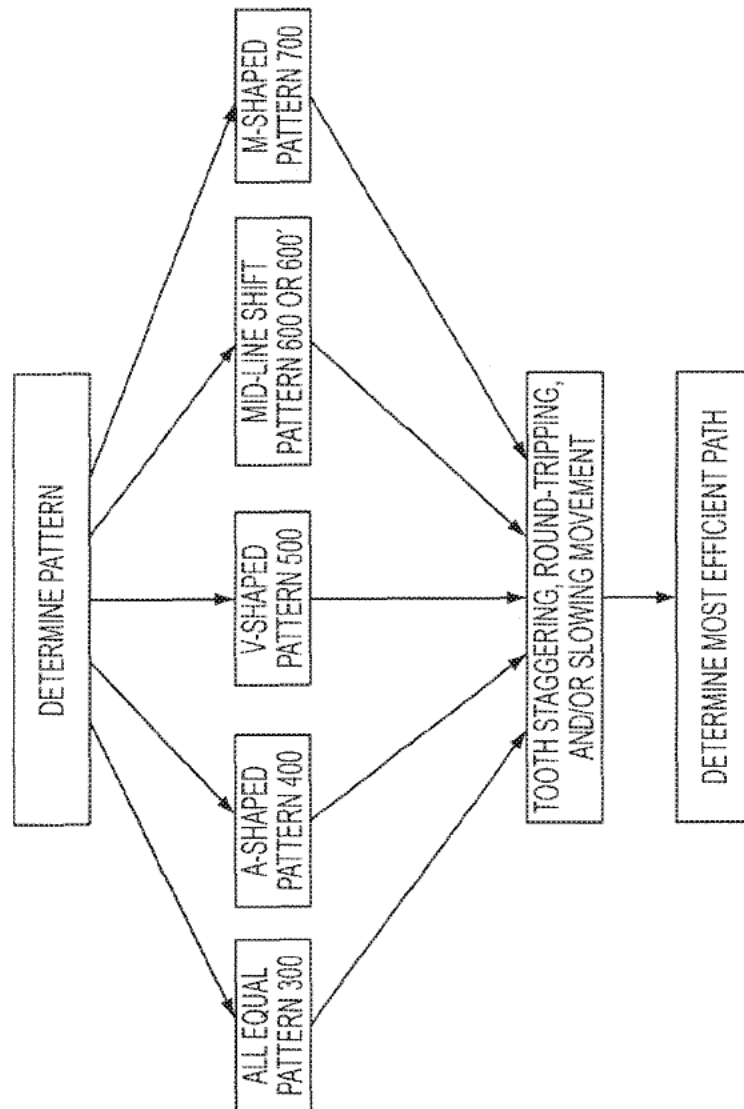 DETERMINE PATTERN
ALL EQUAL
PATTERN 300
A-SHAPED
PATTERN 400
V-SHAPED
PATTERN 500
MID-LINE SHIFT
PATTERN 600 OR 600'
M-SHAPED
PATTERN 700
TOOTH STAGGERING, ROUND-TRIPPING,
AND/OR SLOWING MOVEMENT
DETERMINE MOST EFFICIENT PATH